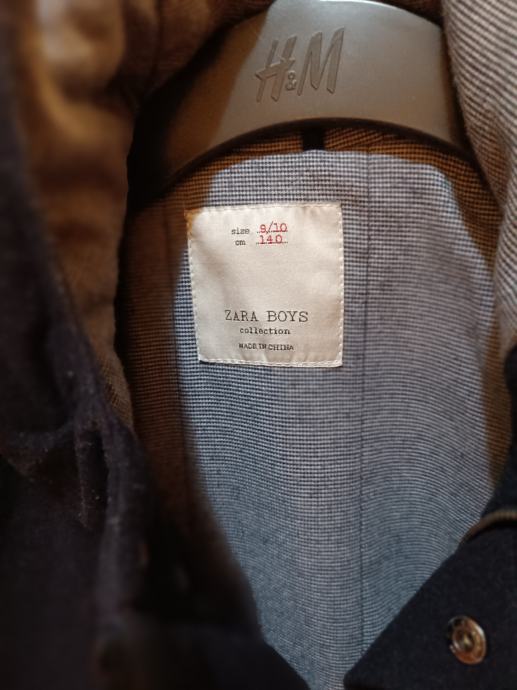 H&M
size 9/10
cm 140
ZARA BOYS
collection
MADE IN CHINA